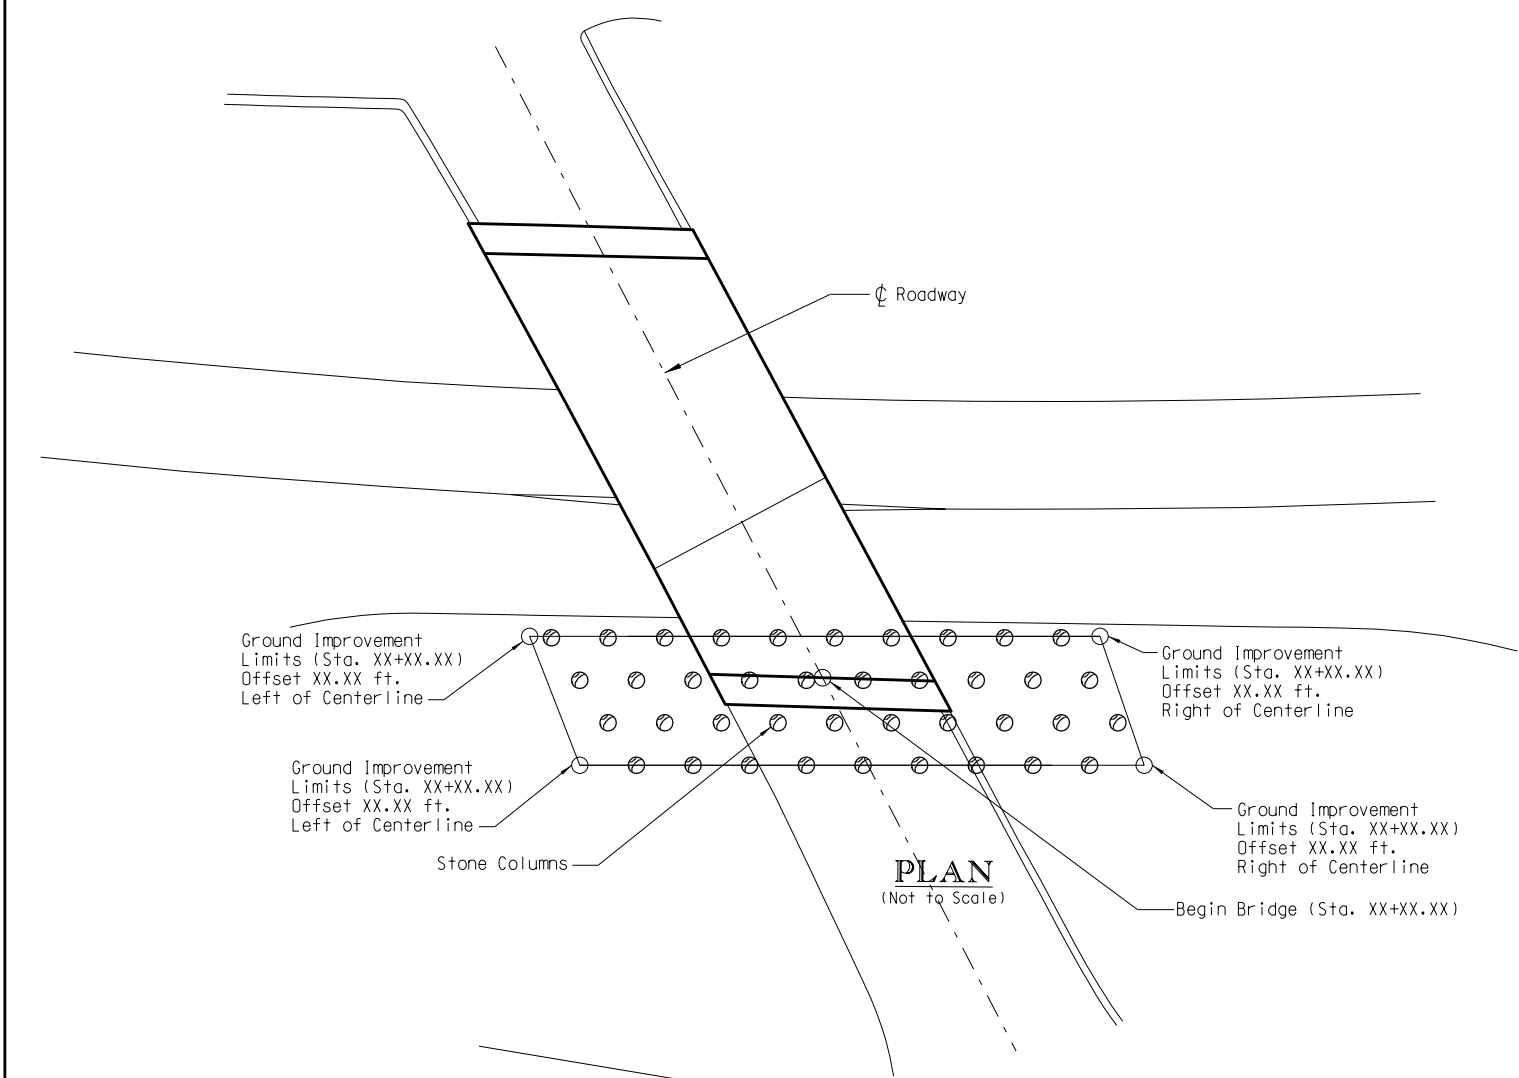 ℄ Roadway
Ground Improvement
Limits (Sta. XX+XX.XX)
Offset XX.XX ft.
Left of Centerline
Ground Improvement
Limits (Sta. XX+XX.XX)
Offset XX.XX ft.
Right of Centerline
Ground Improvement
Limits (Sta. XX+XX.XX)
Offset XX.XX ft.
Left of Centerline
Ground Improvement
Limits (Sta. XX+XX.XX)
Offset XX.XX ft.
Right of Centerline
Stone Columns
PLAN
(Not to Scale)
Begin Bridge (Sta. XX+XX.XX)